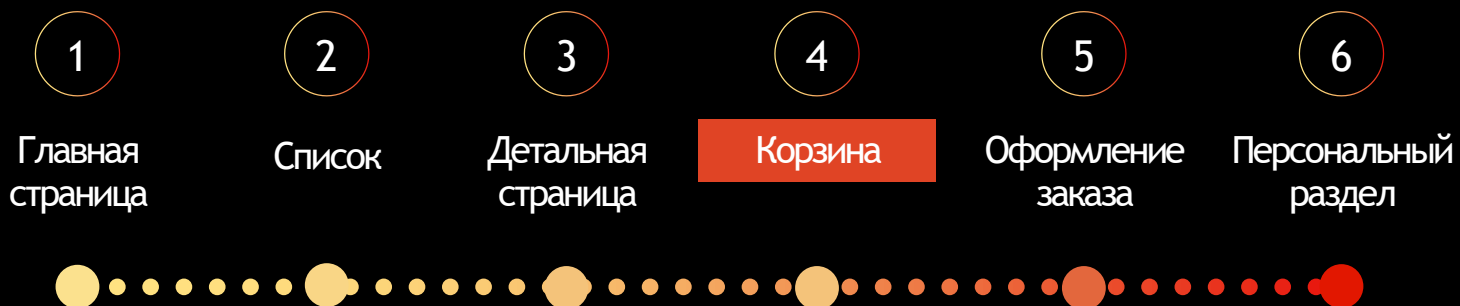 1
2
3
4
5
6
Главная
страница
Список
Детальная
страница
Корзина
Оформление
заказа
Персональный
раздел